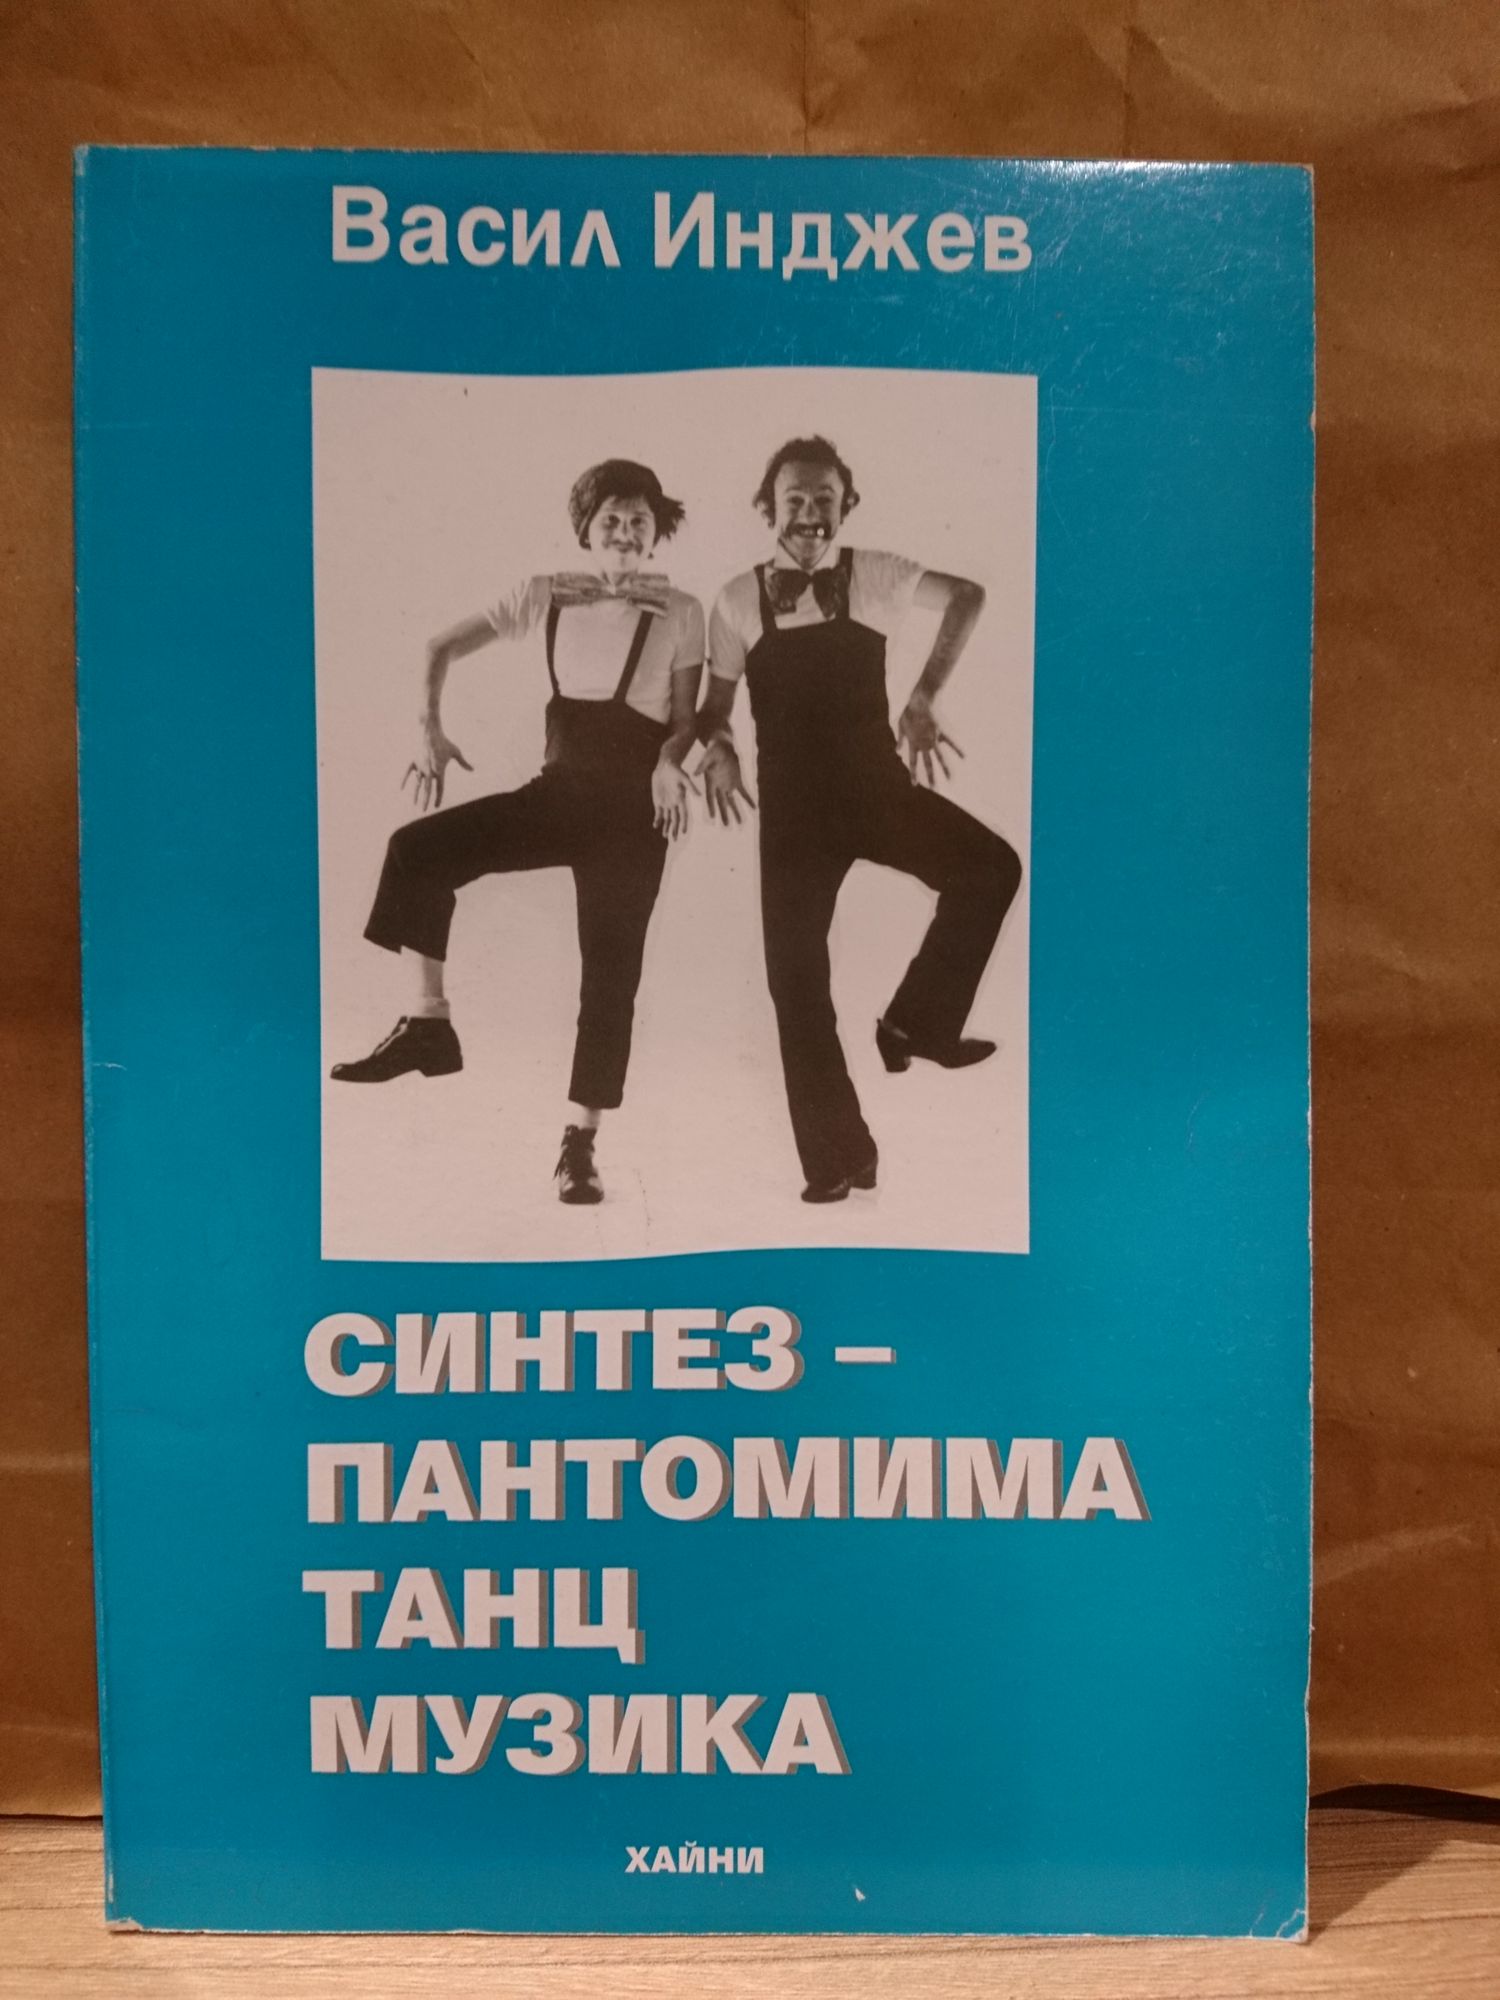 Васил Инджев
СИНТЕЗ –
ПАНТОМИМА
ТАНЦ
МУЗИКА
ХАЙНИ